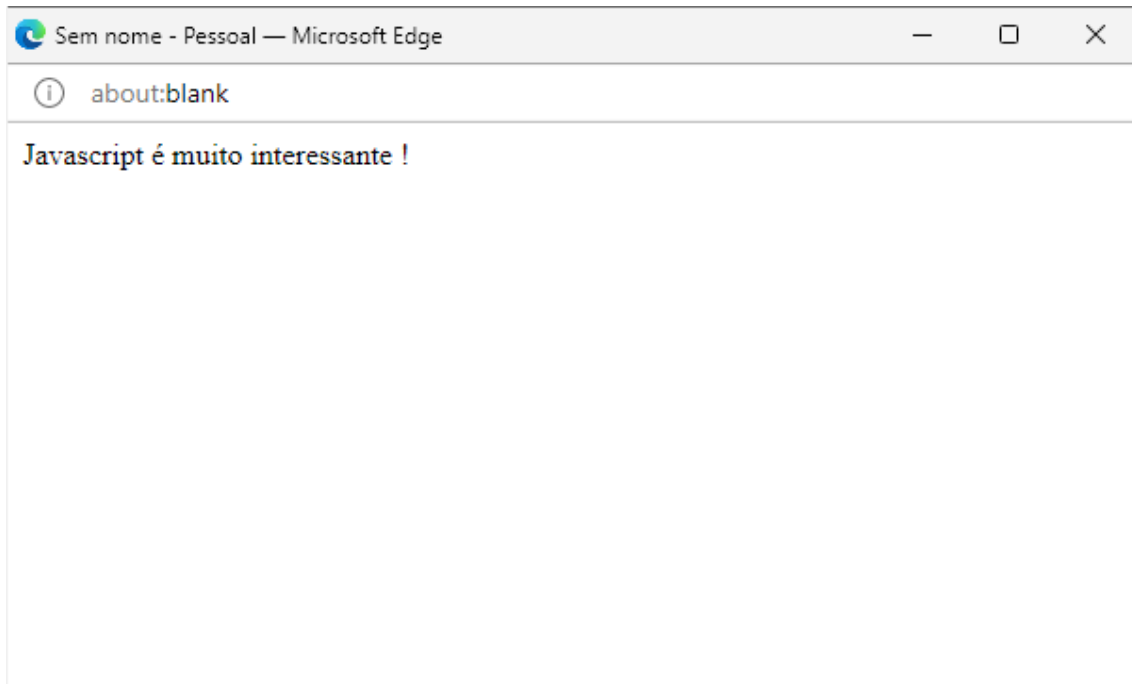 Sem nome - Pessoal — Microsoft Edge
about:blank
Javascript é muito interessante !